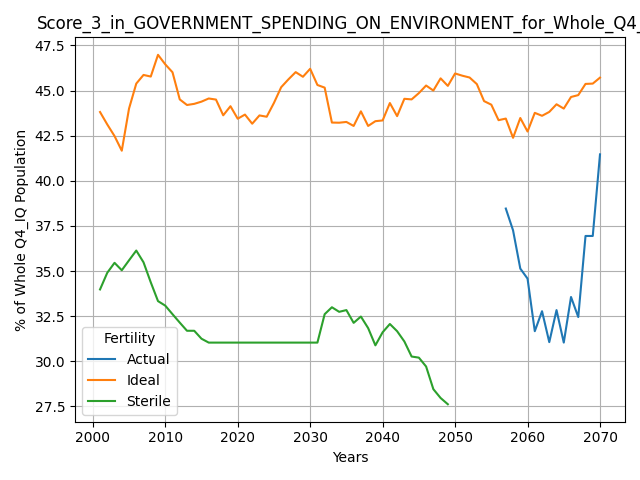 Score_3_in_GOVERNMENT_SPENDING_ON_ENVIRONMENT_for_Whole_Q4_
47.5
45.0
42.5
40.0
37.5
35.0
32.5
30.0
27.5
% of Whole Q4_IQ Population
Fertility
Actual
Ideal
Sterile
2000 2010 2020 2030 2040 2050 2060 2070
Years